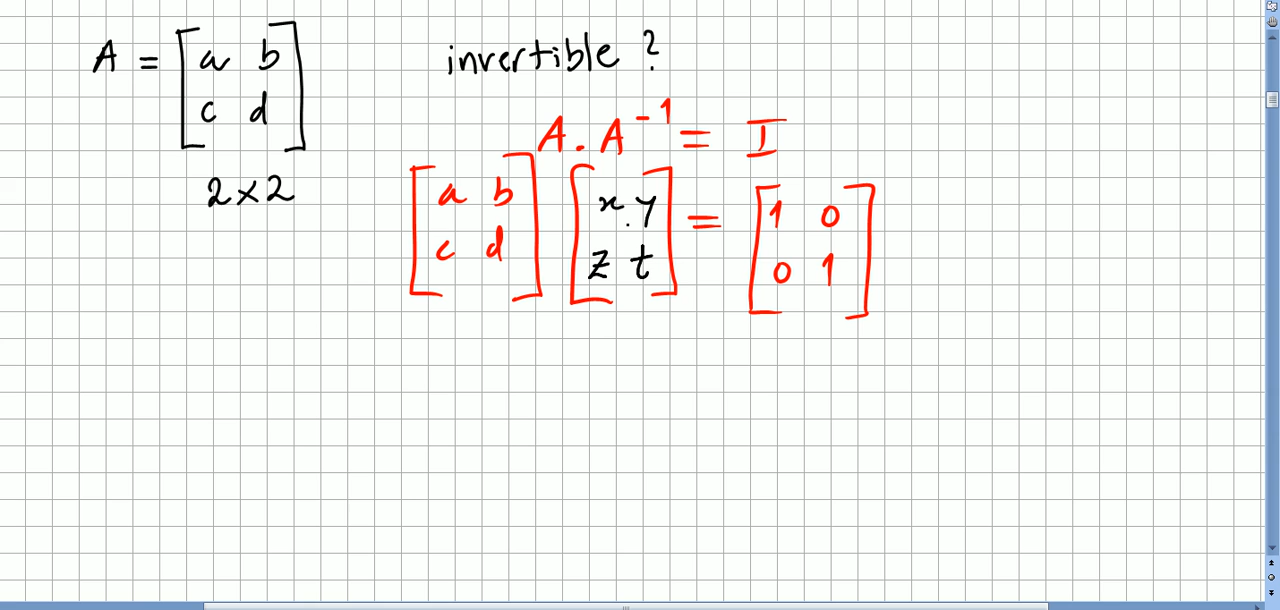 A = [a b
c d] invertible ?
2×2
A . A⁻¹ = I
[a b
c d] [x y
z t] = [1 0
0 1]